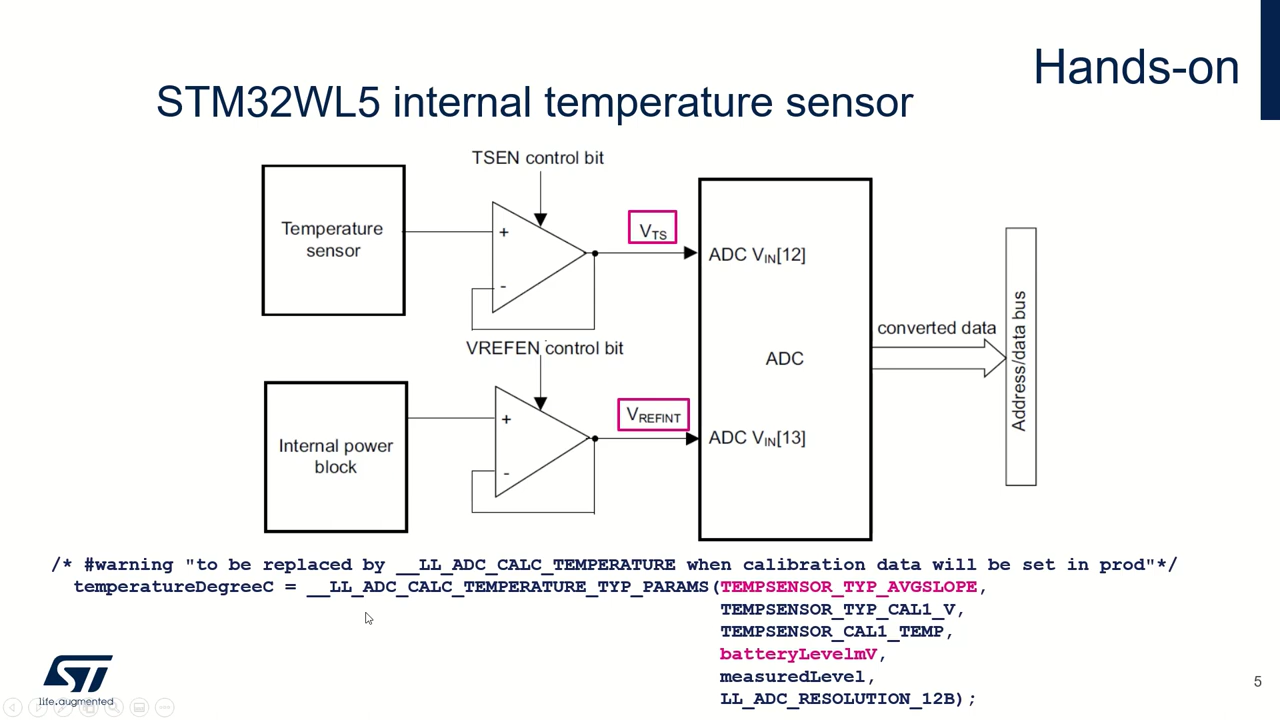 Hands-on
STM32WL5 internal temperature sensor
TSEN control bit
Temperature
sensor
+
-
VTS
ADC VIN[12]
VREFEN control bit
converted data
ADC
Address/data bus
Internal power
block
+
-
VREFINT
ADC VIN[13]
/* #warning "to be replaced by __LL_ADC_CALC_TEMPERATURE when calibration data will be set in prod"*/
temperatureDegreeC = __LL_ADC_CALC_TEMPERATURE_TYP_PARAMS(TEMPSENSOR_TYP_AVGSLOPE,
TEMPSENSOR_TYP_CAL1_V,
TEMPSENSOR_CAL1_TEMP,
batteryLevelmV,
measuredLevel,
LL_ADC_RESOLUTION_12B);
ST
life.augmented
5